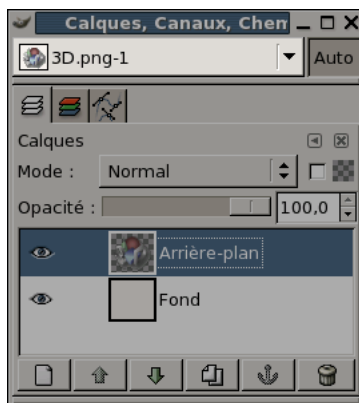 Calques, Canaux, Chem
3D.png-1 Auto
Calques
Mode : Normal
Opacité : 100,0
Arrière-plan
Fond